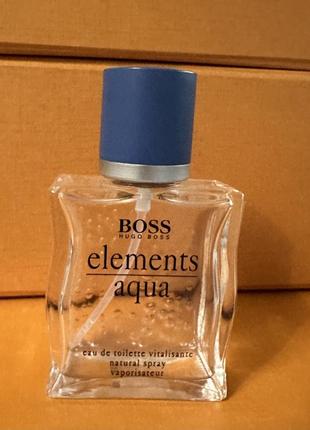 BOSS
HUGO BOSS
elements
aqua
eau de toilette vitalisante
natural spray
vaporisateur